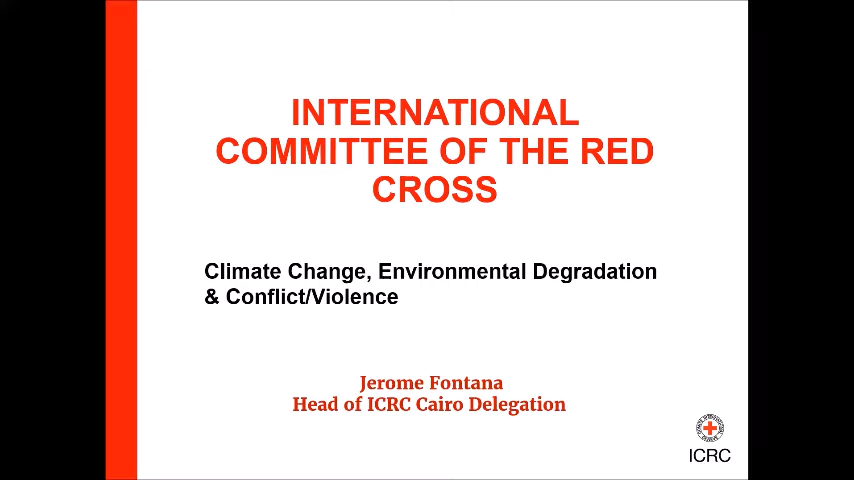 INTERNATIONAL
COMMITTEE OF THE RED
CROSS
Climate Change, Environmental Degradation
& Conflict/Violence
Jerome Fontana
Head of ICRC Cairo Delegation
ICRC